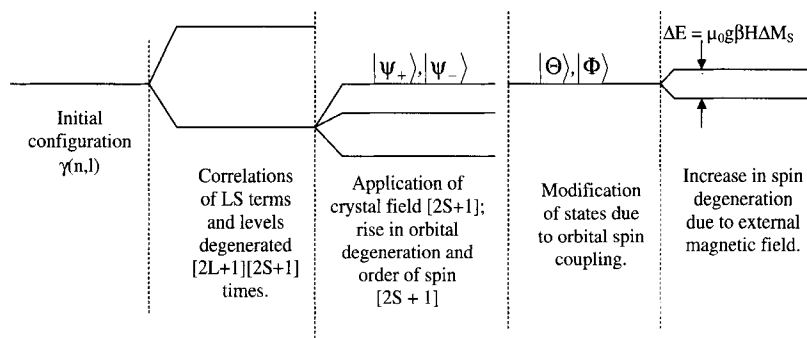 ΔE = μ₀gβHΔM_S
|Ψ₊⟩,|Ψ₋⟩
|Θ⟩,|Φ⟩
Initial
configuration
γ(n,l)
Correlations
of LS terms
and levels
degenerated
[2L+1][2S+1]
times.
Application of
crystal field [2S+1];
rise in orbital
degeneration and
order of spin
[2S + 1]
Modification
of states due
to orbital spin
coupling.
Increase in spin
degeneration
due to external
magnetic field.